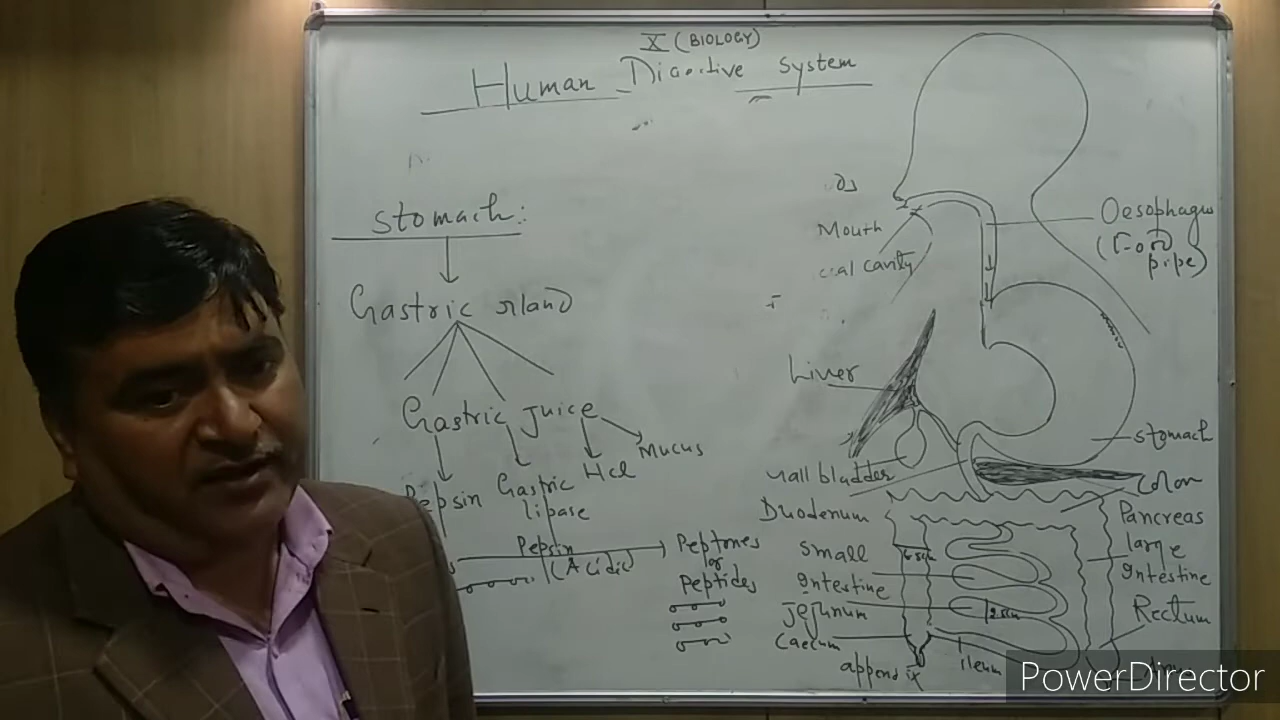 X (BIOLOGY)
Human Digestive System
Stomach:
Gastric gland
Gastric Juice
Pepsin
Gastric
lipase
Hcl
Mucus
Pepsin
(Acidic)
Peptones
or
Peptides
Mouth
cavity
Oesophagus
(Food
pipe)
Liver
Stomach
Gall bladder
Colon
Duodenum
Pancreas
Small
Intestine
large
Intestine
Jejunum
Rectum
Caecum
appendix
ileum
PowerDirector